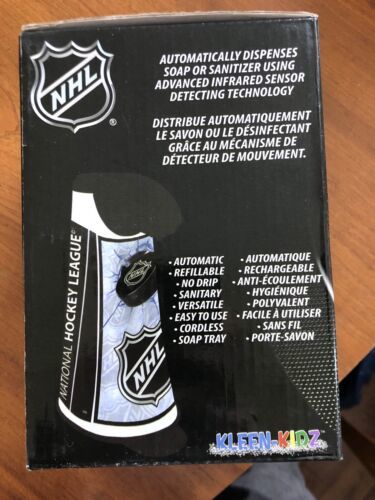 NHL
®
AUTOMATICALLY DISPENSES
SOAP OR SANITIZER USING
ADVANCED INFRARED SENSOR
DETECTING TECHNOLOGY
DISTRIBUE AUTOMATIQUEMENT
LE SAVON OU LE DÉSINFECTANT
GRÂCE AU MÉCANISME DE
DÉTECTEUR DE MOUVEMENT.
NATIONAL HOCKEY LEAGUE
NHL
NHL
• AUTOMATIC
• REFILLABLE
• NO DRIP
• SANITARY
• VERSATILE
• EASY TO USE
• CORDLESS
• SOAP TRAY
• AUTOMATIQUE
• RECHARGEABLE
• ANTI-ÉCOULEMENT
• HYGIÉNIQUE
• POLYVALENT
• FACILE À UTILISER
• SANS FIL
• PORTE-SAVON
KLEEN-KIDZ